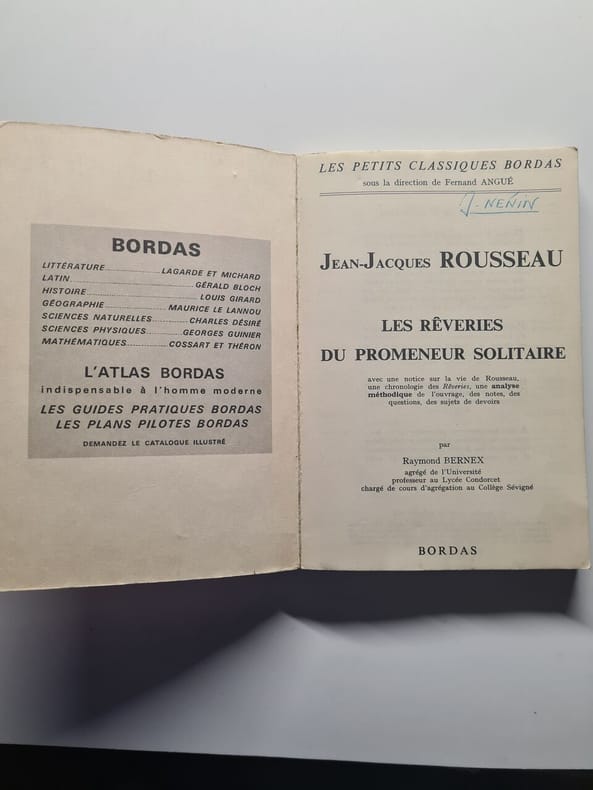 BORDAS
LITTÉRATURE..................LAGARDE ET MICHARD
LATIN..............................GÉRALD BLOCH
HISTOIRE...........................LOUIS GIRARD
GÉOGRAPHIE...................MAURICE LE LANNOU
SCIENCES NATURELLES............CHARLES DÉSIRÉ
SCIENCES PHYSIQUES............GEORGES GUINIER
MATHÉMATIQUES............COSSART ET THÉRON
L'ATLAS BORDAS
indispensable à l'homme moderne
LES GUIDES PRATIQUES BORDAS
LES PLANS PILOTES BORDAS
DEMANDEZ LE CATALOGUE ILLUSTRÉ
LES PETITS CLASSIQUES BORDAS
sous la direction de Fernand ANGUÉ
J. NENIN
JEAN-JACQUES ROUSSEAU
LES RÊVERIES
DU PROMENEUR SOLITAIRE
avec une notice sur la vie de Rousseau,
une chronologie des Rêveries, une analyse
méthodique de l'ouvrage, des notes, des
questions, des sujets de devoirs
par
Raymond BERNEX
agrégé de l'Université
professeur au Lycée Condorcet
chargé de cours d'agrégation au Collège Sévigné
BORDAS